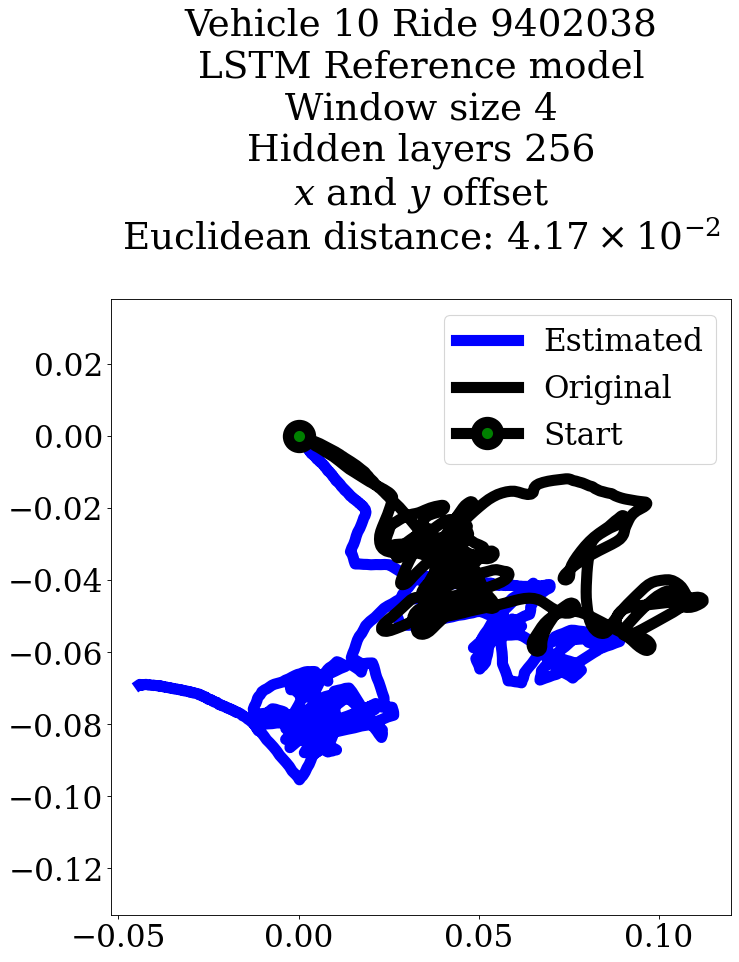 Vehicle 10 Ride 9402038
LSTM Reference model
Window size 4
Hidden layers 256
x and y offset
Euclidean distance: 4.17 × 10⁻²
Estimated
Original
Start
0.02
0.00
−0.02
−0.04
−0.06
−0.08
−0.10
−0.12
−0.05 0.00 0.05 0.10